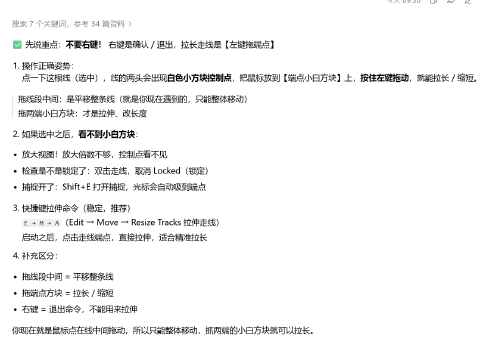 今天 09:30
搜索 7 个关键词，参考 34 篇资料 >
✅ 先说重点：不要右键！ 右键是确认 / 退出，拉长走线是【左键拖端点】
1. 操作正确姿势：
点一下这根线（选中），线的两头会出现白色小方块控制点，把鼠标放到【端点小白方块】上，按住左键拖动，就能拉长 / 缩短。
拖线段中间：是平移整条线（就是你现在遇到的，只能整体移动）
拖两端小白方块：才是拉伸、改长度
2. 如果选中之后，看不到小白方块：
• 放大视图！放大倍数不够，控制点看不见
• 检查是不是锁定了：双击走线，取消 Locked（锁定）
• 捕捉开了：Shift+E 打开捕捉，光标会自动吸到端点
3. 快捷键拉伸命令（稳定，推荐）
E → M → A（Edit → Move → Resize Tracks 拉伸走线）
启动之后，点击走线端点，直接拉伸，适合精准拉长
4. 补充区分：
• 拖线段中间 = 平移整条线
• 拖端点方块 = 拉长 / 缩短
• 右键 = 退出命令，不能用来拉伸
你现在就是鼠标点在线中间拖动，所以只能整体移动，抓两端的小白方块就可以拉长。